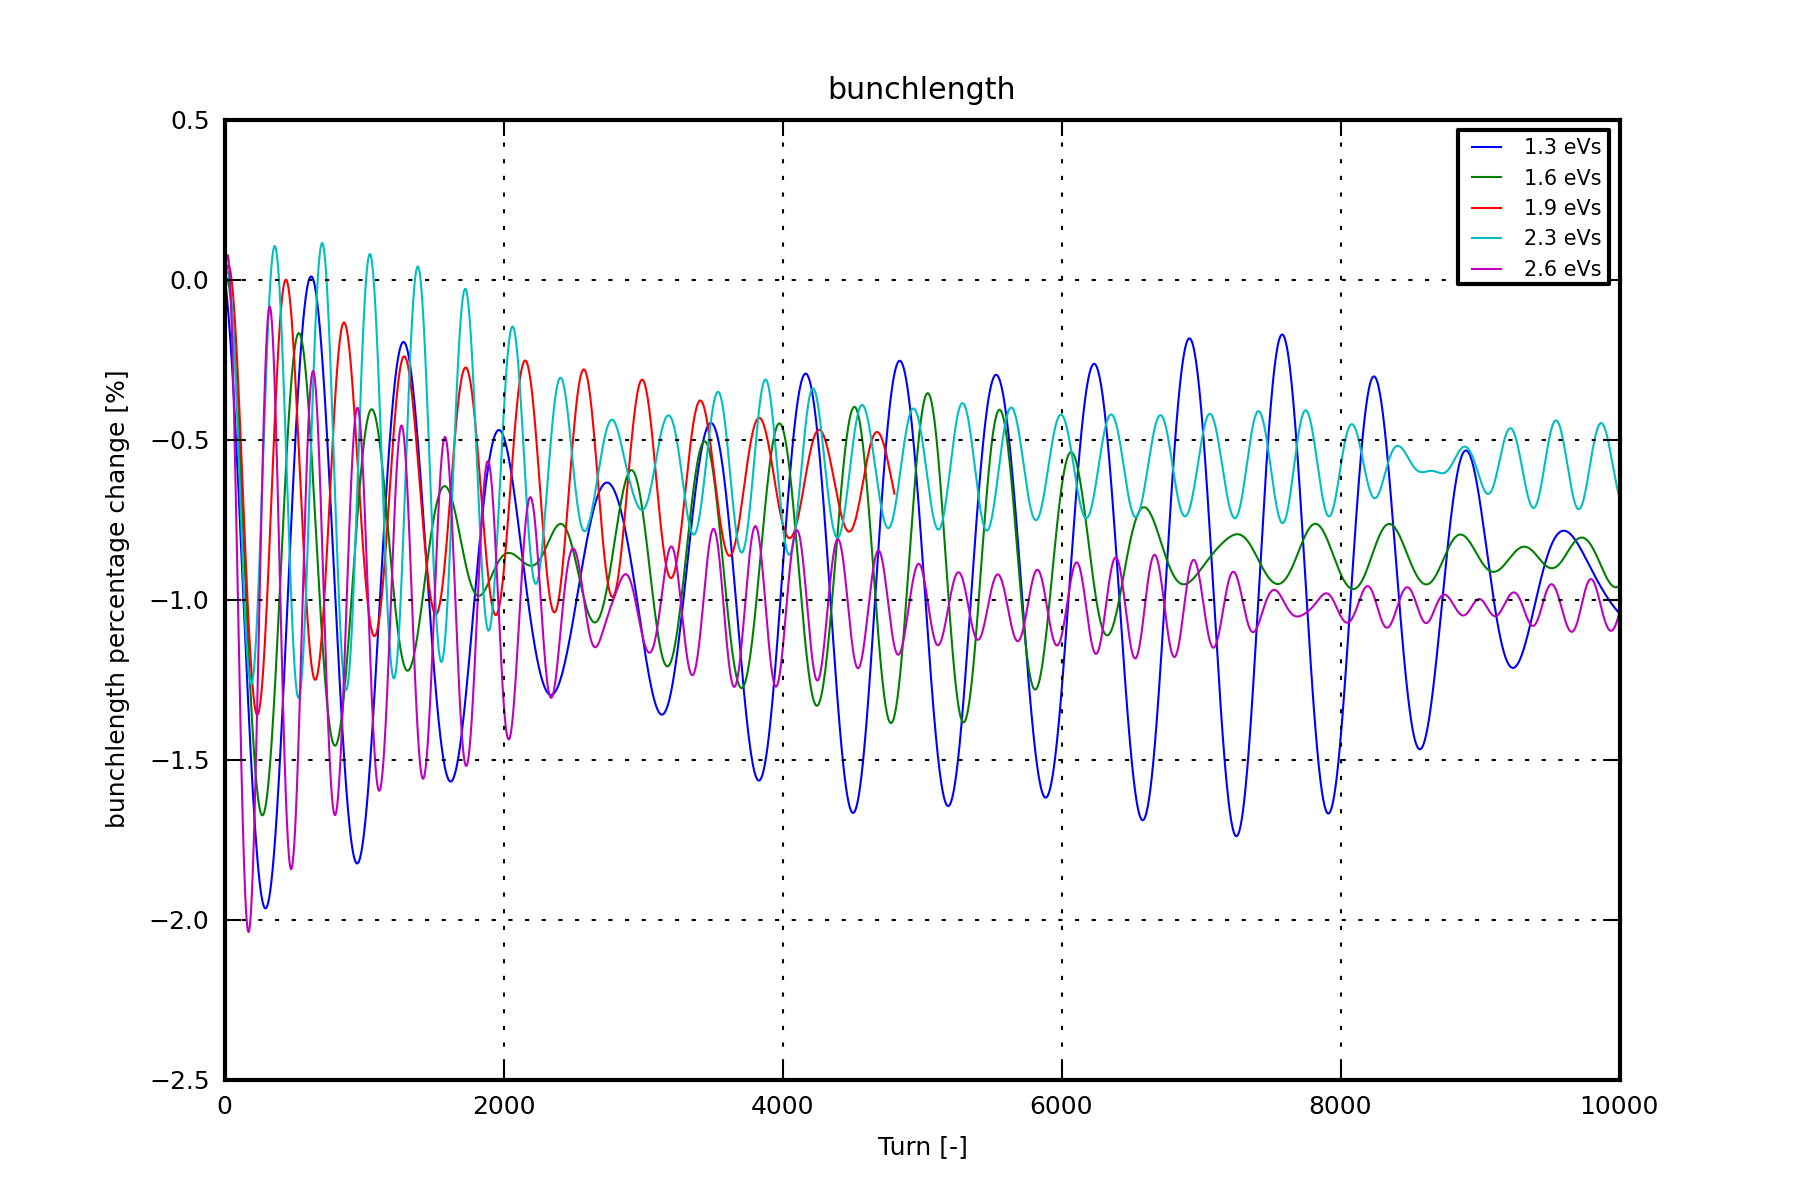 bunchlength
0.5
0.0
−0.5
−1.0
−1.5
−2.0
−2.5
bunchlength percentage change [%]
1.3 eVs
1.6 eVs
1.9 eVs
2.3 eVs
2.6 eVs
0 2000 4000 6000 8000 10000
Turn [-]